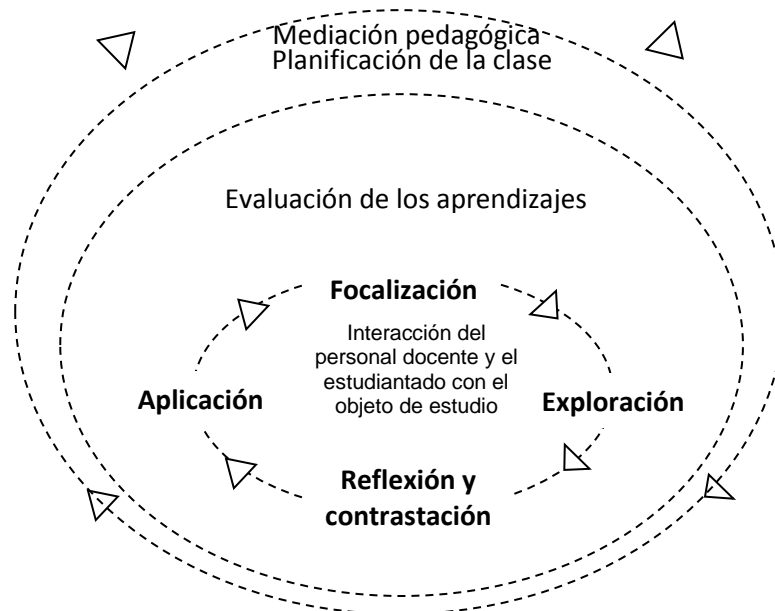 Mediación pedagógica
Planificación de la clase
Evaluación de los aprendizajes
Focalización
Interacción del
personal docente y el
estudiantado con el
objeto de estudio
Aplicación
Exploración
Reflexión y
contrastación